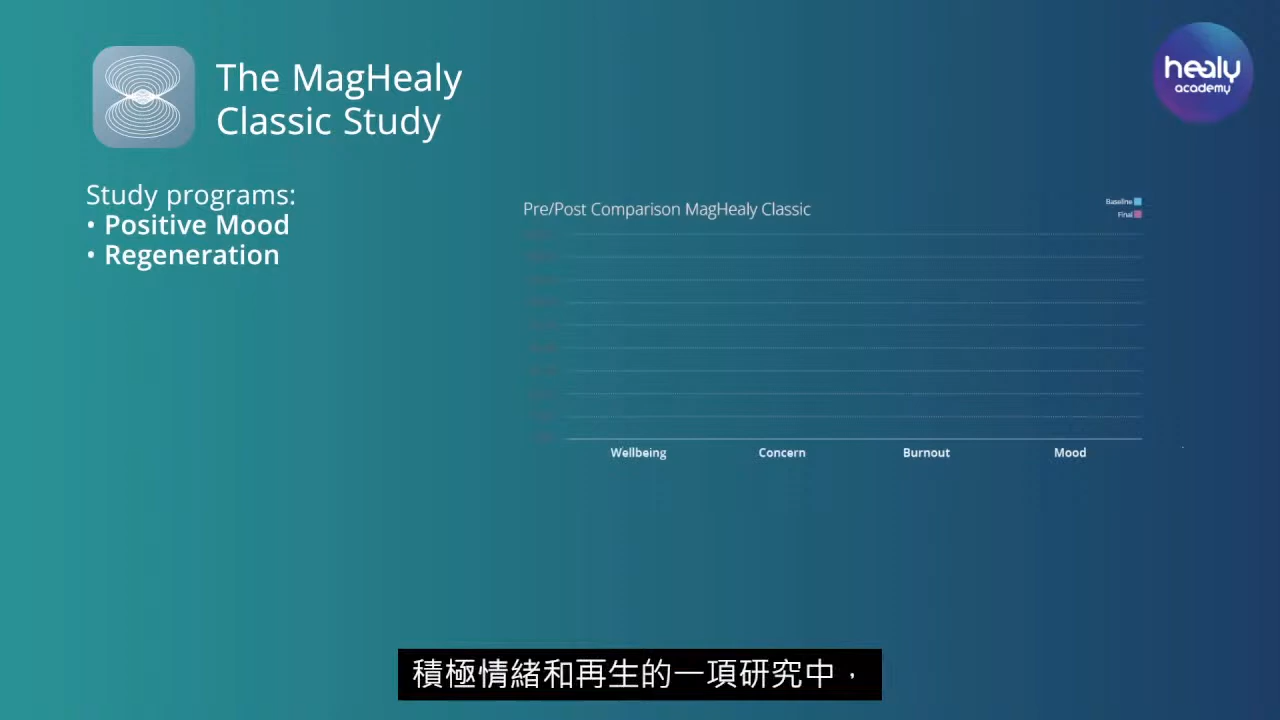 The MagHealy
Classic Study
healy
academy
Study programs:
• Positive Mood
• Regeneration
Pre/Post Comparison MagHealy Classic
Baseline
Final
Wellbeing
Concern
Burnout
Mood
積極情緒和再生的一項研究中，